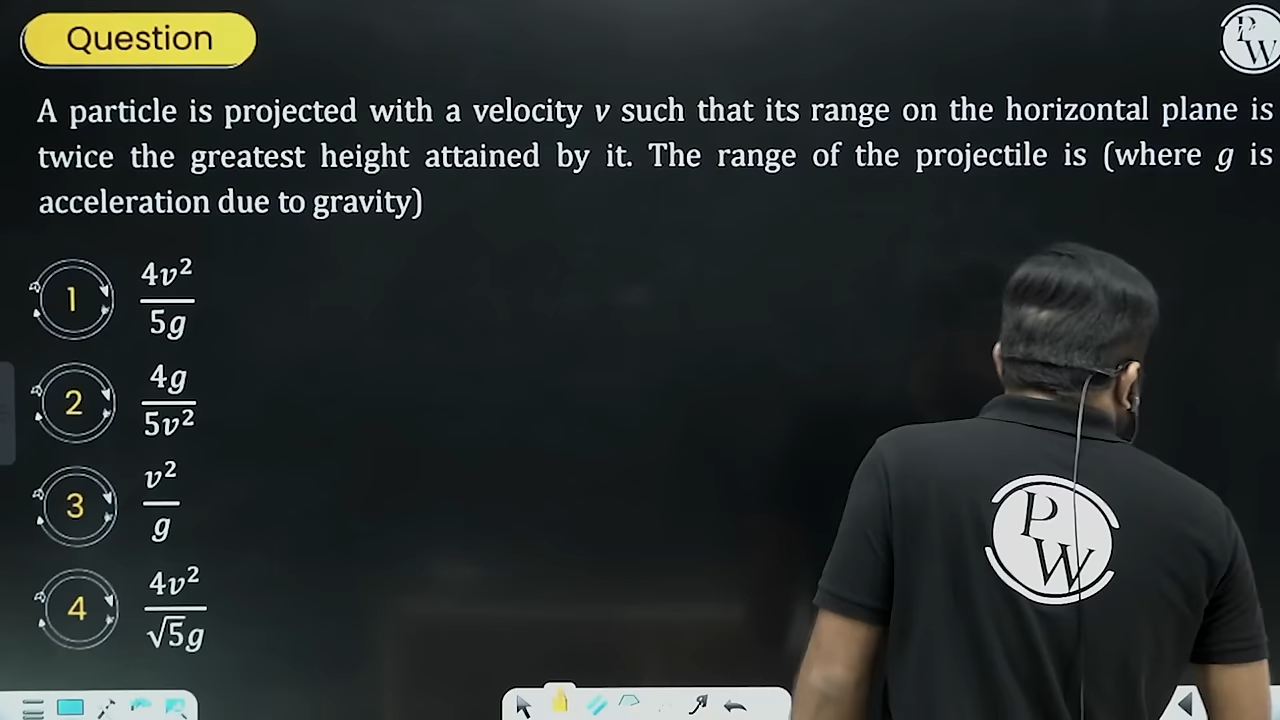 Question
PW
A particle is projected with a velocity v such that its range on the horizontal plane is
twice the greatest height attained by it. The range of the projectile is (where g is
acceleration due to gravity)
1 4v²/5g
2 4g/5v²
3 v²/g
4 4v²/√5g
PW